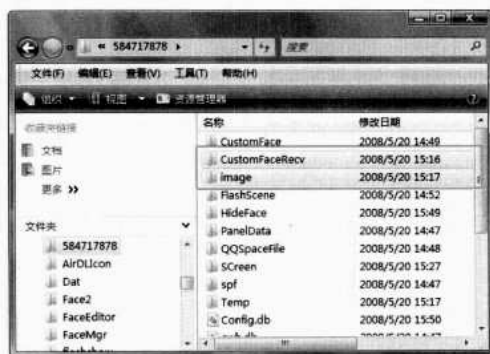 « 584717878 ›
搜索
文件(F) 编辑(E) 查看(V) 工具(T) 帮助(H)
组织 视图 资源管理器
收藏夹链接
文档
图片
更多 »
文件夹
584717878
AirDLIcon
Dat
Face2
FaceEditor
FaceMgr
名称 修改日期
CustomFace 2008/5/20 14:49
CustomFaceRecv 2008/5/20 15:16
image 2008/5/20 15:17
FlashScene 2008/5/20 14:52
HideFace 2008/5/20 15:49
PanelData 2008/5/20 14:47
QQSpaceFile 2008/5/20 14:48
SCreen 2008/5/20 15:27
spf 2008/5/20 14:47
Temp 2008/5/20 15:17
Config.db 2008/5/20 15:50